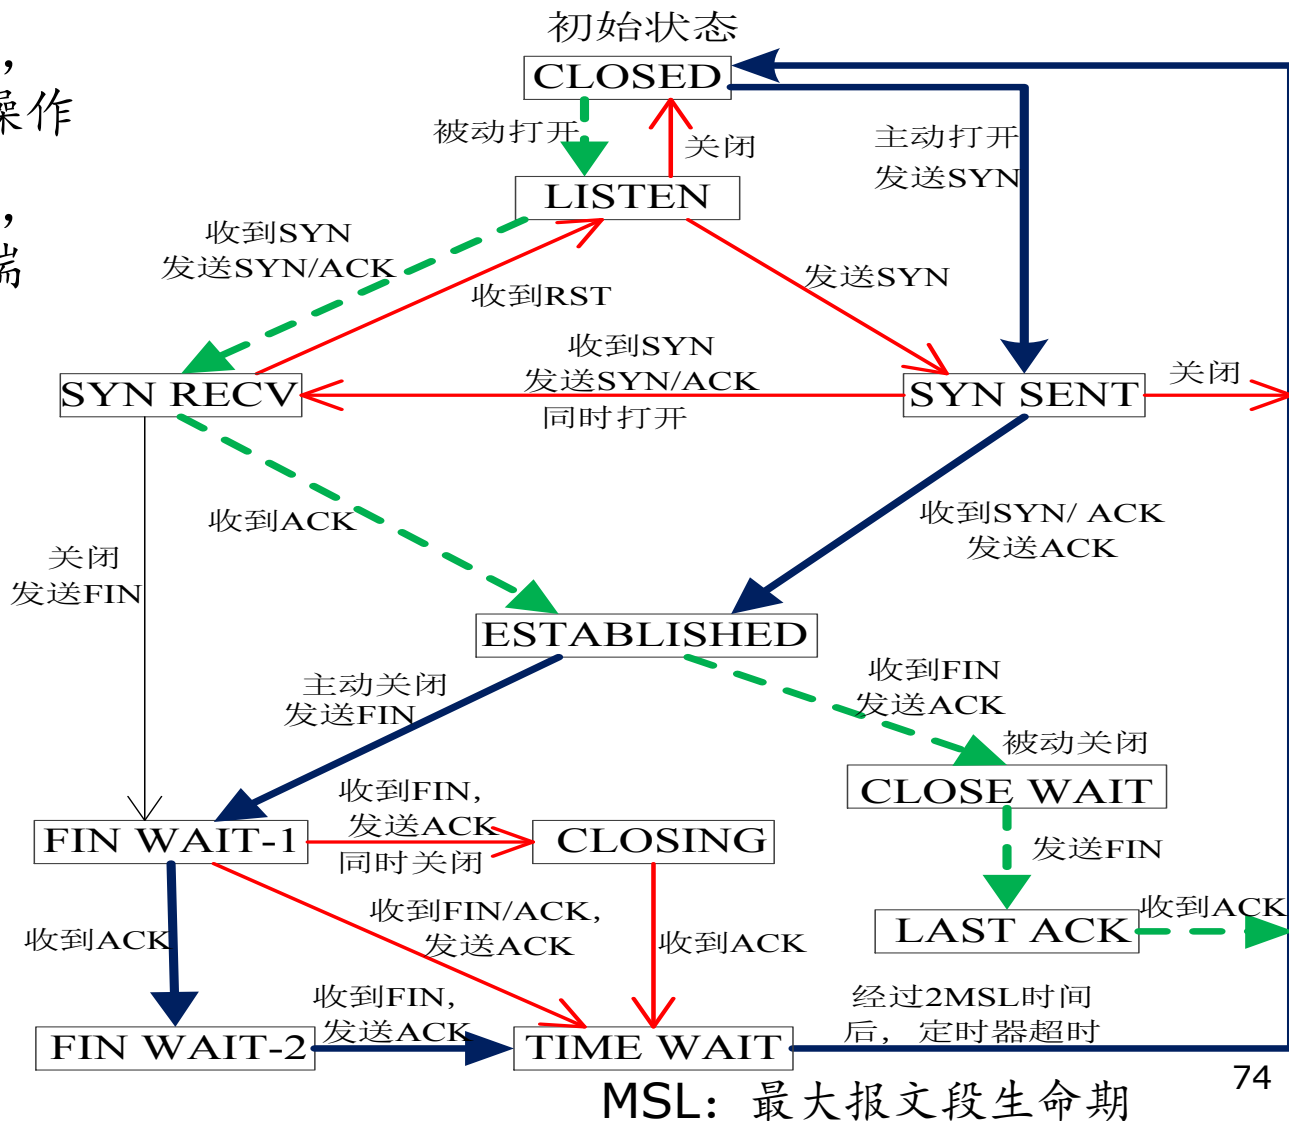 初始状态
，
CLOSED
操作
被动打开
关闭
主动打开
发送SYN
LISTEN
，
端
收到SYN
发送SYN/ACK
收到RST
发送SYN
收到SYN
发送SYN/ACK
同时打开
SYN RECV
SYN SENT
关闭
收到ACK
收到SYN/ ACK
发送ACK
关闭
发送FIN
ESTABLISHED
主动关闭
发送FIN
收到FIN
发送ACK
被动关闭
CLOSE WAIT
收到FIN,
发送ACK
同时关闭
FIN WAIT-1
CLOSING
发送FIN
收到FIN/ACK,
发送ACK
收到ACK
收到ACK
LAST ACK
收到ACK
收到FIN,
发送ACK
经过2MSL时间
后，定时器超时
FIN WAIT-2
TIME WAIT
MSL：最大报文段生命期
74